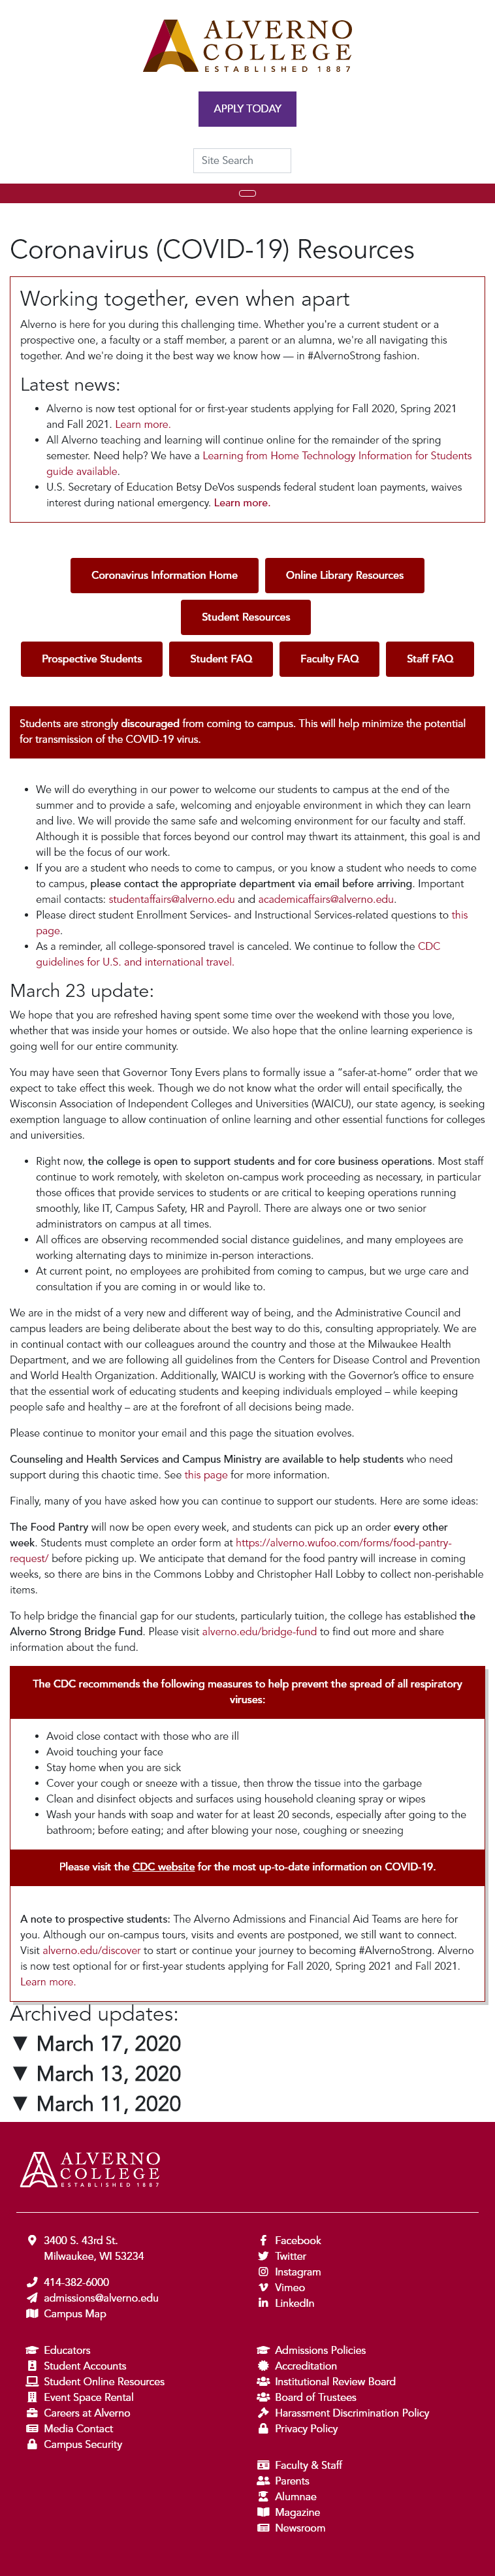 ALVERNO
COLLEGE
ESTABLISHED 1887
APPLY TODAY
Site Search
Coronavirus (COVID-19) Resources
Working together, even when apart
Alverno is here for you during this challenging time. Whether you're a current student or a
prospective one, a faculty or a staff member, a parent or an alumna, we're all navigating this
together. And we're doing it the best way we know how — in #AlvernoStrong fashion.
Latest news:
• Alverno is now test optional for or first-year students applying for Fall 2020, Spring 2021
and Fall 2021. Learn more.
• All Alverno teaching and learning will continue online for the remainder of the spring
semester. Need help? We have a Learning from Home Technology Information for Students
guide available.
• U.S. Secretary of Education Betsy DeVos suspends federal student loan payments, waives
interest during national emergency. Learn more.
Coronavirus Information Home
Online Library Resources
Student Resources
Prospective Students
Student FAQ
Faculty FAQ
Staff FAQ
Students are strongly discouraged from coming to campus. This will help minimize the potential
for transmission of the COVID-19 virus.
• We will do everything in our power to welcome our students to campus at the end of the
summer and to provide a safe, welcoming and enjoyable environment in which they can learn
and live. We will provide the same safe and welcoming environment for our faculty and staff.
Although it is possible that forces beyond our control may thwart its attainment, this goal is and
will be the focus of our work.
• If you are a student who needs to come to campus, or you know a student who needs to come
to campus, please contact the appropriate department via email before arriving. Important
email contacts: studentaffairs@alverno.edu and academicaffairs@alverno.edu.
• Please direct student Enrollment Services- and Instructional Services-related questions to this
page.
• As a reminder, all college-sponsored travel is canceled. We continue to follow the CDC
guidelines for U.S. and international travel.
March 23 update:
We hope that you are refreshed having spent some time over the weekend with those you love,
whether that was inside your homes or outside. We also hope that the online learning experience is
going well for our entire community.
You may have seen that Governor Tony Evers plans to formally issue a “safer-at-home” order that we
expect to take effect this week. Though we do not know what the order will entail specifically, the
Wisconsin Association of Independent Colleges and Universities (WAICU), our state agency, is seeking
exemption language to allow continuation of online learning and other essential functions for colleges
and universities.
• Right now, the college is open to support students and for core business operations. Most staff
continue to work remotely, with skeleton on-campus work proceeding as necessary, in particular
those offices that provide services to students or are critical to keeping operations running
smoothly, like IT, Campus Safety, HR and Payroll. There are always one or two senior
administrators on campus at all times.
• All offices are observing recommended social distance guidelines, and many employees are
working alternating days to minimize in-person interactions.
• At current point, no employees are prohibited from coming to campus, but we urge care and
consultation if you are coming in or would like to.
We are in the midst of a very new and different way of being, and the Administrative Council and
campus leaders are being deliberate about the best way to do this, consulting appropriately. We are
in continual contact with our colleagues around the country and those at the Milwaukee Health
Department, and we are following all guidelines from the Centers for Disease Control and Prevention
and World Health Organization. Additionally, WAICU is working with the Governor’s office to ensure
that the essential work of educating students and keeping individuals employed – while keeping
people safe and healthy – are at the forefront of all decisions being made.
Please continue to monitor your email and this page the situation evolves.
Counseling and Health Services and Campus Ministry are available to help students who need
support during this chaotic time. See this page for more information.
Finally, many of you have asked how you can continue to support our students. Here are some ideas:
The Food Pantry will now be open every week, and students can pick up an order every other
week. Students must complete an order form at https://alverno.wufoo.com/forms/food-pantry-
request/ before picking up. We anticipate that demand for the food pantry will increase in coming
weeks, so there are bins in the Commons Lobby and Christopher Hall Lobby to collect non-perishable
items.
To help bridge the financial gap for our students, particularly tuition, the college has established the
Alverno Strong Bridge Fund. Please visit alverno.edu/bridge-fund to find out more and share
information about the fund.
The CDC recommends the following measures to help prevent the spread of all respiratory
viruses:
• Avoid close contact with those who are ill
• Avoid touching your face
• Stay home when you are sick
• Cover your cough or sneeze with a tissue, then throw the tissue into the garbage
• Clean and disinfect objects and surfaces using household cleaning spray or wipes
• Wash your hands with soap and water for at least 20 seconds, especially after going to the
bathroom; before eating; and after blowing your nose, coughing or sneezing
Please visit the CDC website for the most up-to-date information on COVID-19.
A note to prospective students: The Alverno Admissions and Financial Aid Teams are here for
you. Although our on-campus tours, visits and events are postponed, we still want to connect.
Visit alverno.edu/discover to start or continue your journey to becoming #AlvernoStrong. Alverno
is now test optional for or first-year students applying for Fall 2020, Spring 2021 and Fall 2021.
Learn more.
Archived updates:
▼ March 17, 2020
▼ March 13, 2020
▼ March 11, 2020
ALVERNO
COLLEGE
ESTABLISHED 1887
3400 S. 43rd St.
Milwaukee, WI 53234
414-382-6000
admissions@alverno.edu
Campus Map
Facebook
Twitter
Instagram
Vimeo
LinkedIn
Educators
Student Accounts
Student Online Resources
Event Space Rental
Careers at Alverno
Media Contact
Campus Security
Admissions Policies
Accreditation
Institutional Review Board
Board of Trustees
Harassment Discrimination Policy
Privacy Policy
Faculty & Staff
Parents
Alumnae
Magazine
Newsroom